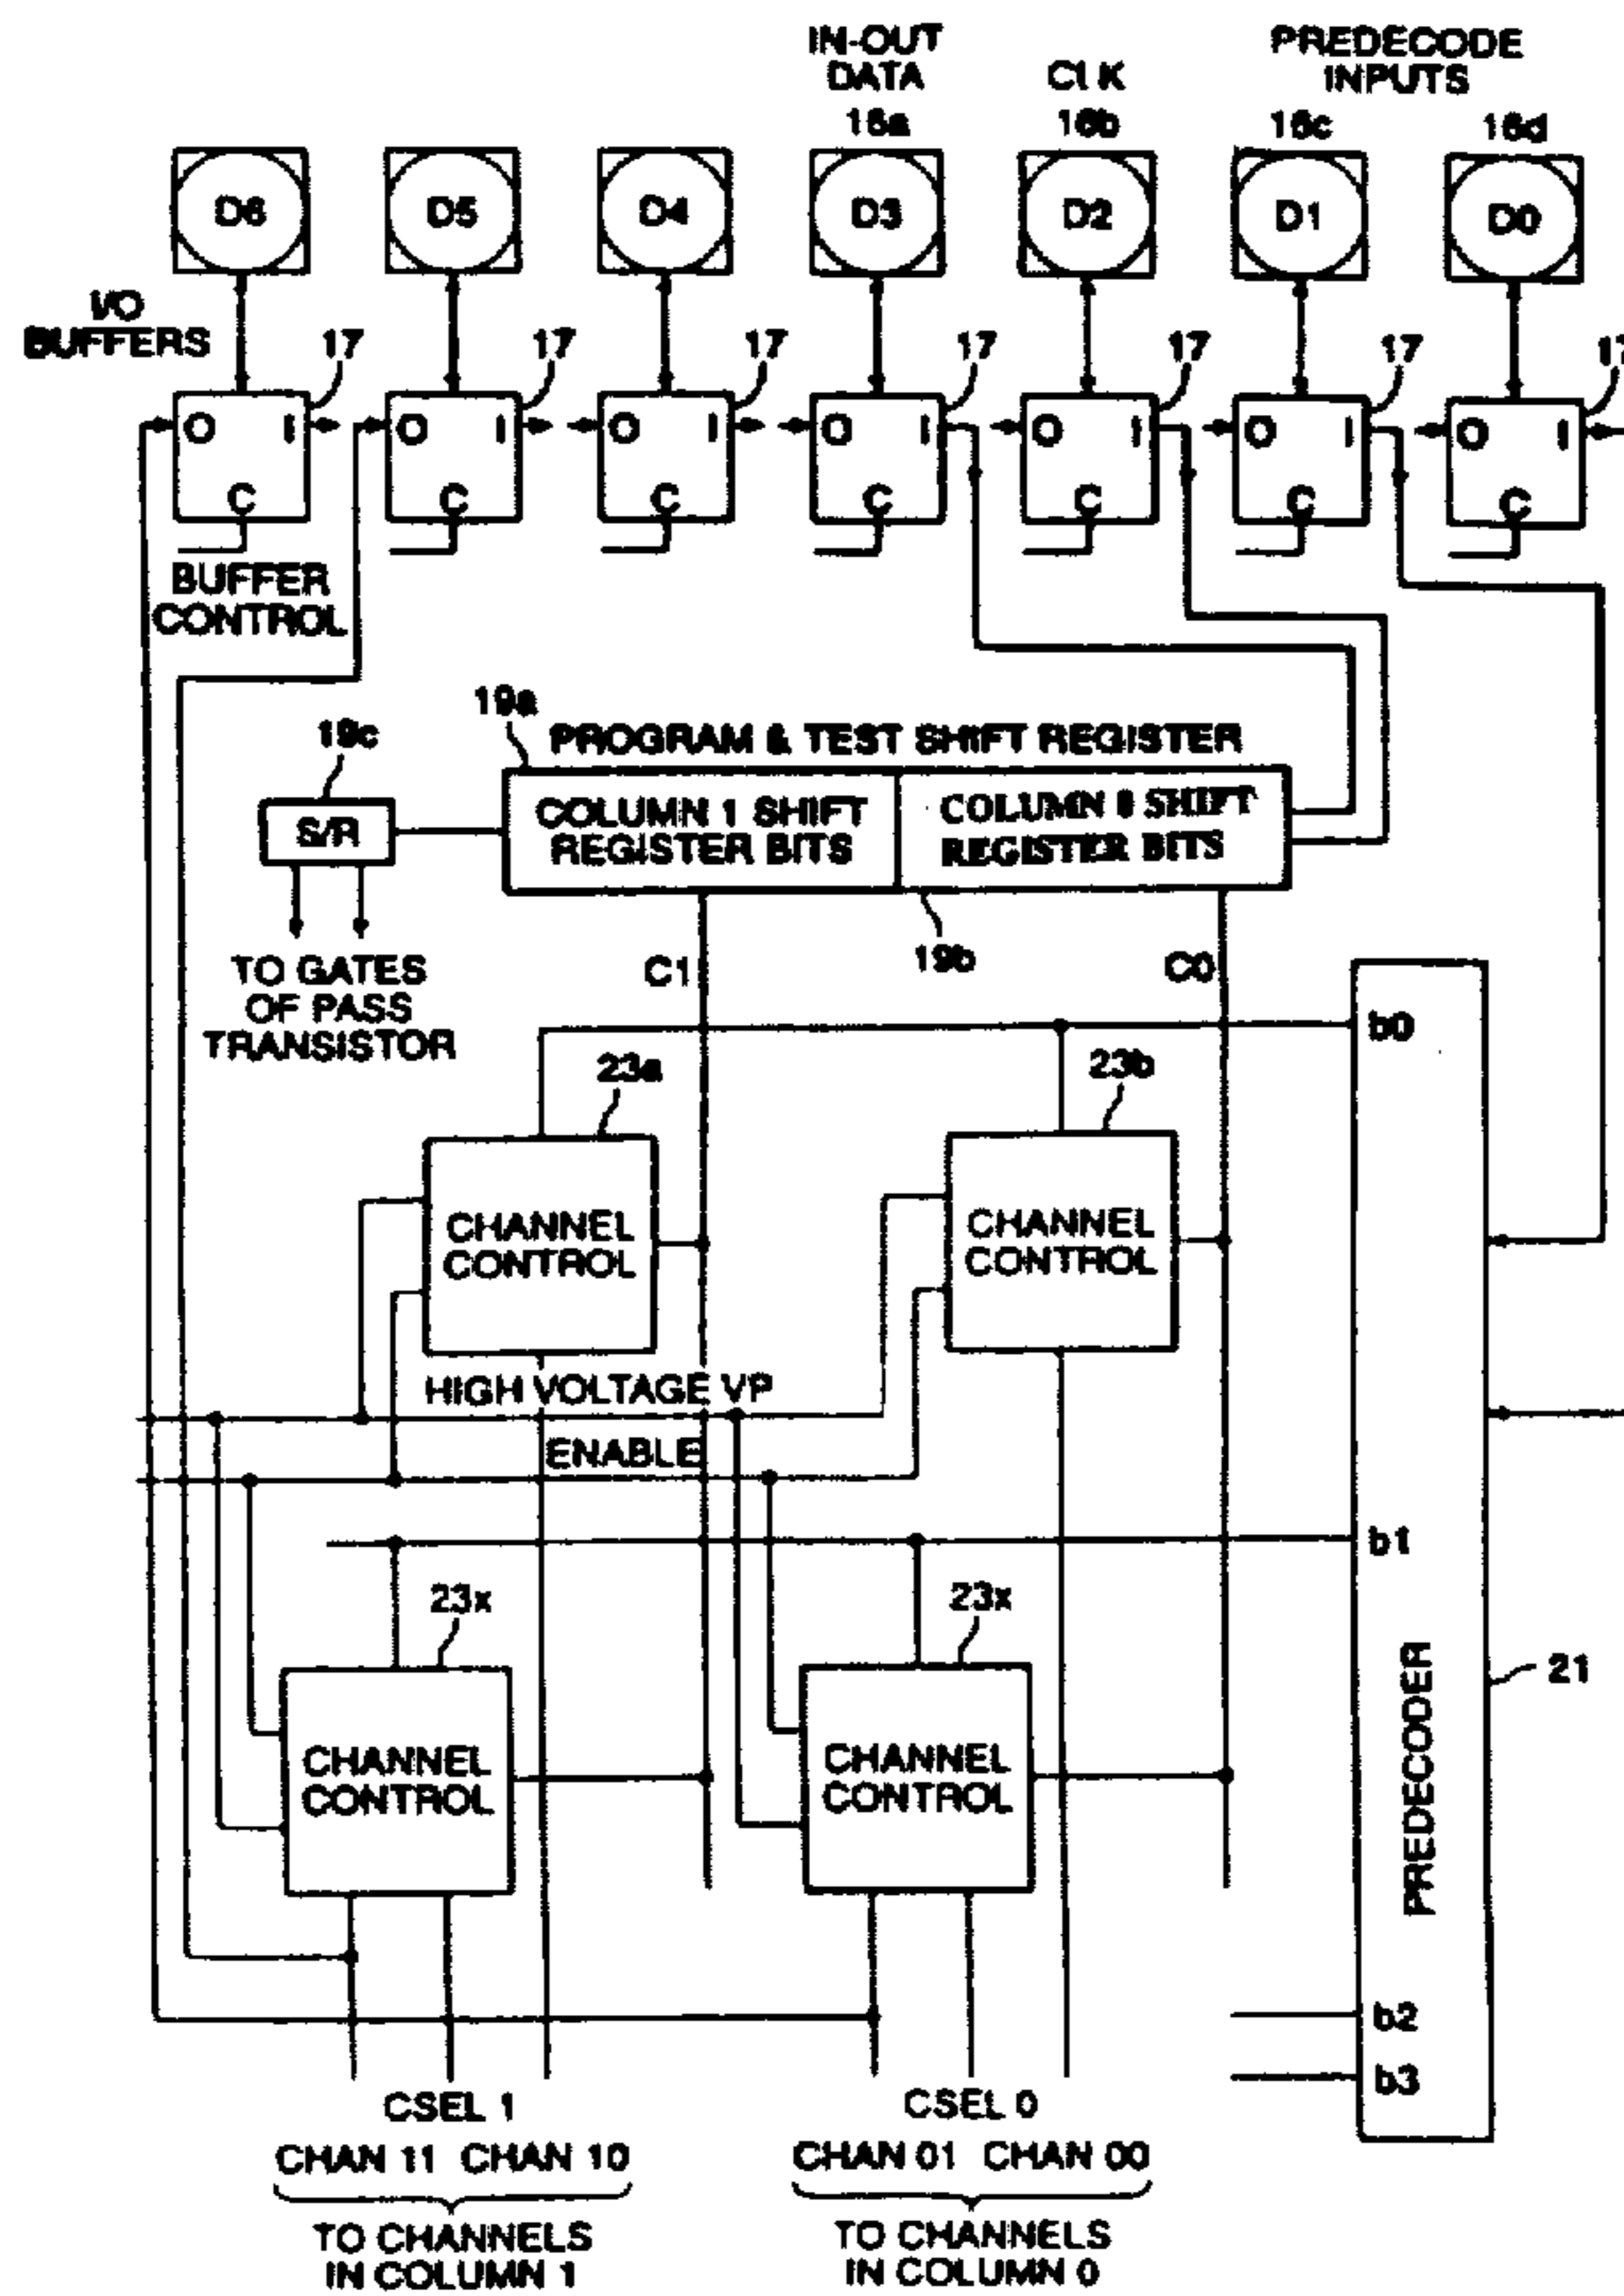 IN-OUT
DATA
16a
CLK
16b
PREDECODE
INPUTS
16c
16d
D6
D5
D4
D3
D2
D1
D0
I/O
BUFFERS
17
17
17
17
17
17
17
O I
O I
O I
O I
O I
O I
O I
C
C
C
C
C
C
C
BUFFER
CONTROL
19a
PROGRAM & TEST SHIFT REGISTER
19c
S/R
COLUMN 1 SHIFT
REGISTER BITS
COLUMN 0 SHIFT
REGISTER BITS
19b
TO GATES
OF PASS
TRANSISTOR
C1
C0
b0
23a
23b
CHANNEL
CONTROL
CHANNEL
CONTROL
HIGH VOLTAGE VP
ENABLE
b1
23x
23x
CHANNEL
CONTROL
CHANNEL
CONTROL
PREDECODER
21
b2
b3
CSEL 1
CSEL 0
CHAN 11 CHAN 10
CHAN 01 CHAN 00
TO CHANNELS
IN COLUMN 1
TO CHANNELS
IN COLUMN 0